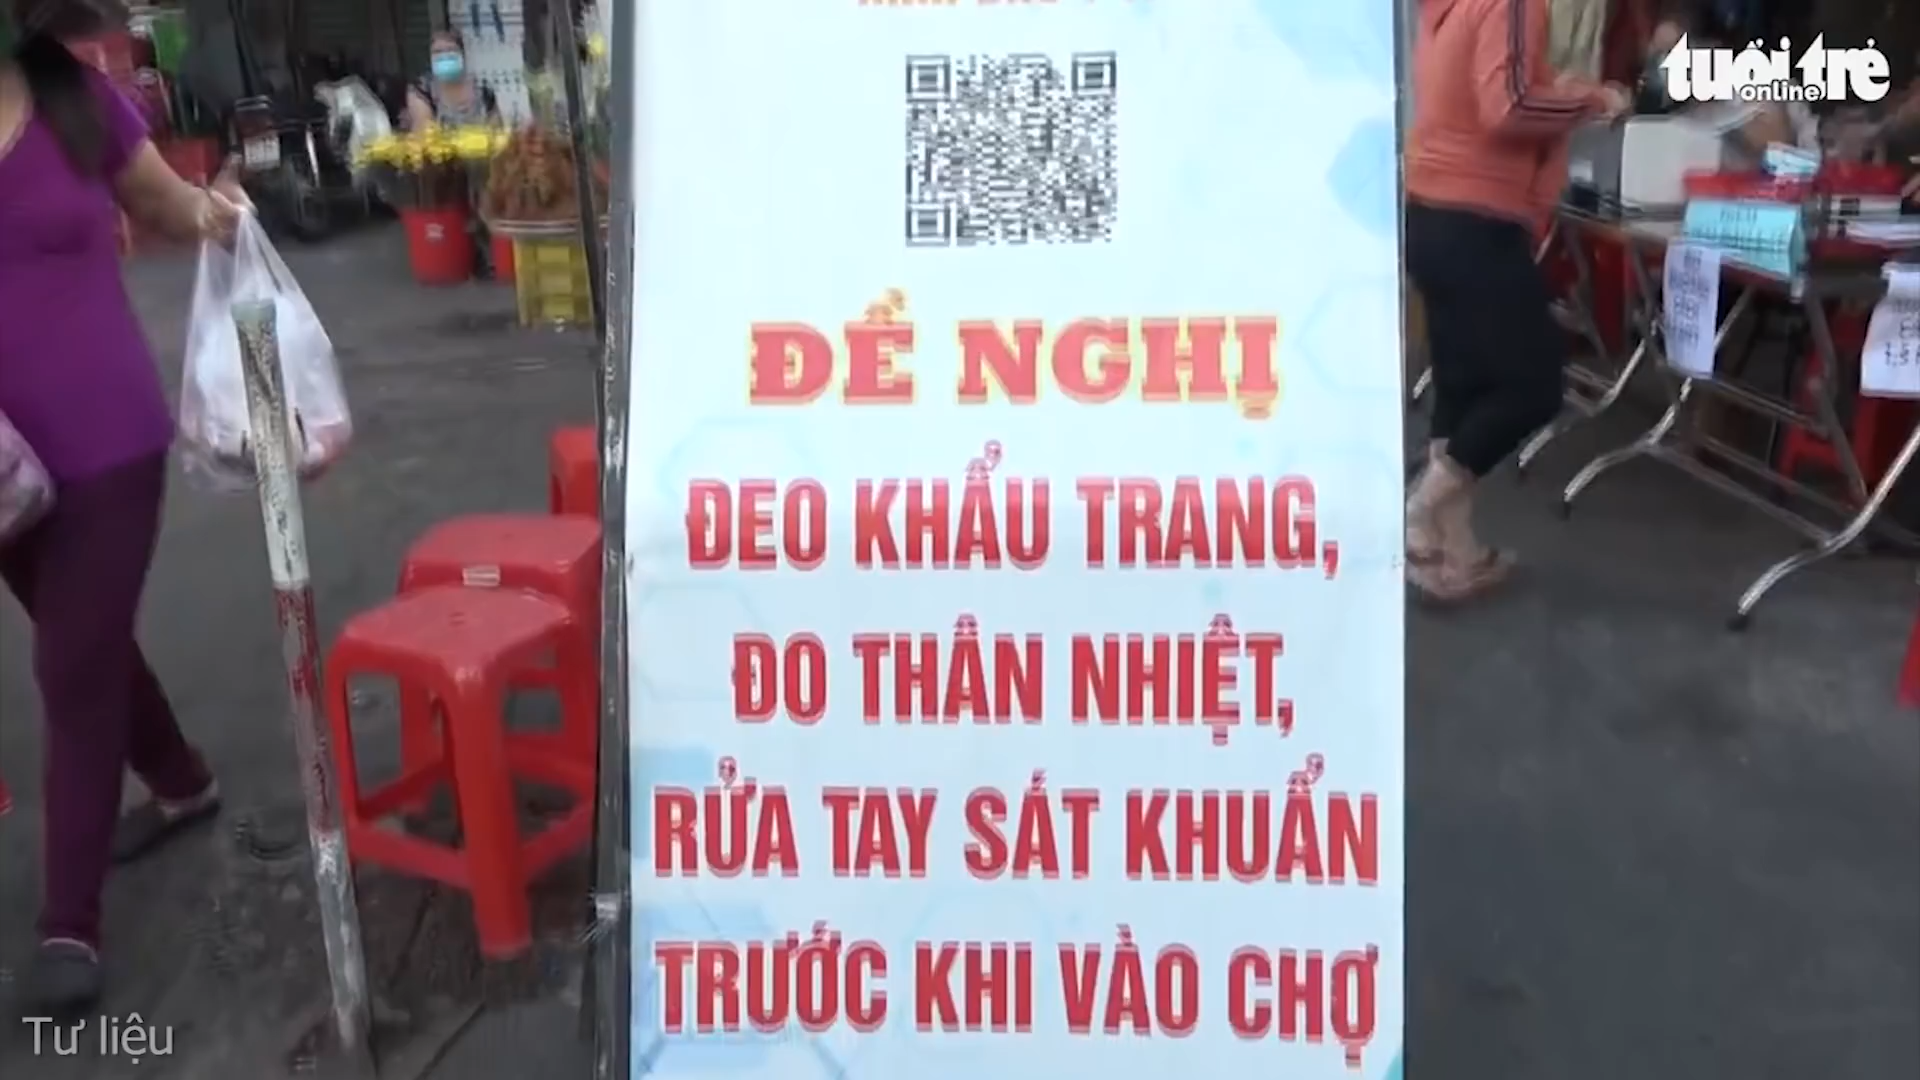 tuổi trẻ
online
ĐỀ NGHỊ
ĐEO KHẨU TRANG,
ĐO THÂN NHIỆT,
RỬA TAY SÁT KHUẨN
TRƯỚC KHI VÀO CHỢ
Tư liệu